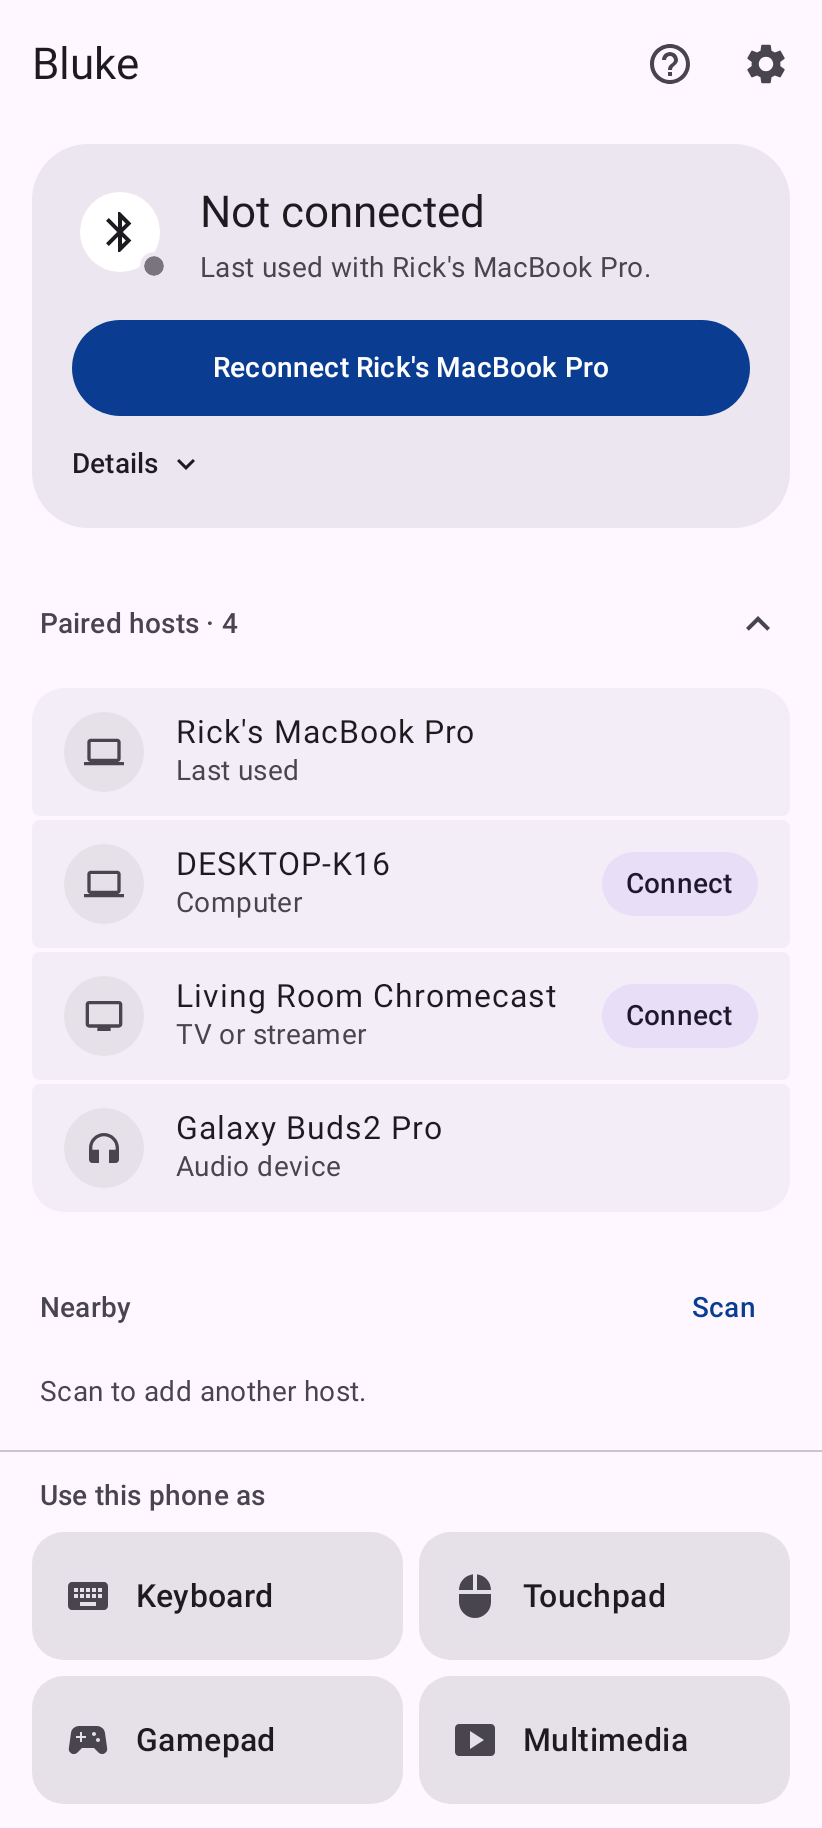 Bluke
Not connected
Last used with Rick's MacBook Pro.
Reconnect Rick's MacBook Pro
Details
Paired hosts · 4
Rick's MacBook Pro
Last used
DESKTOP-K16
Computer
Connect
Living Room Chromecast
TV or streamer
Connect
Galaxy Buds2 Pro
Audio device
Nearby
Scan
Scan to add another host.
Use this phone as
Keyboard
Touchpad
Gamepad
Multimedia